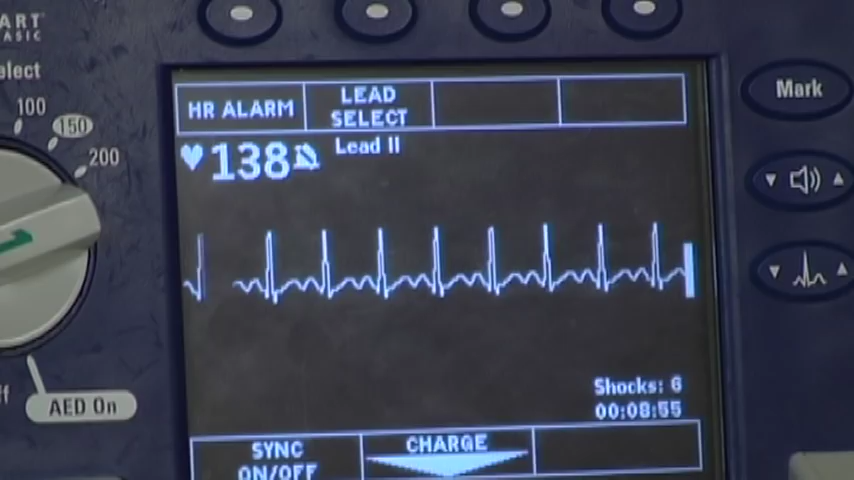 ART
ASIC
elect
100
150
200
AED On
HR ALARM
LEAD
SELECT
138
Lead II
Shocks: 6
00:08:55
SYNC
ON/OFF
CHARGE
Mark